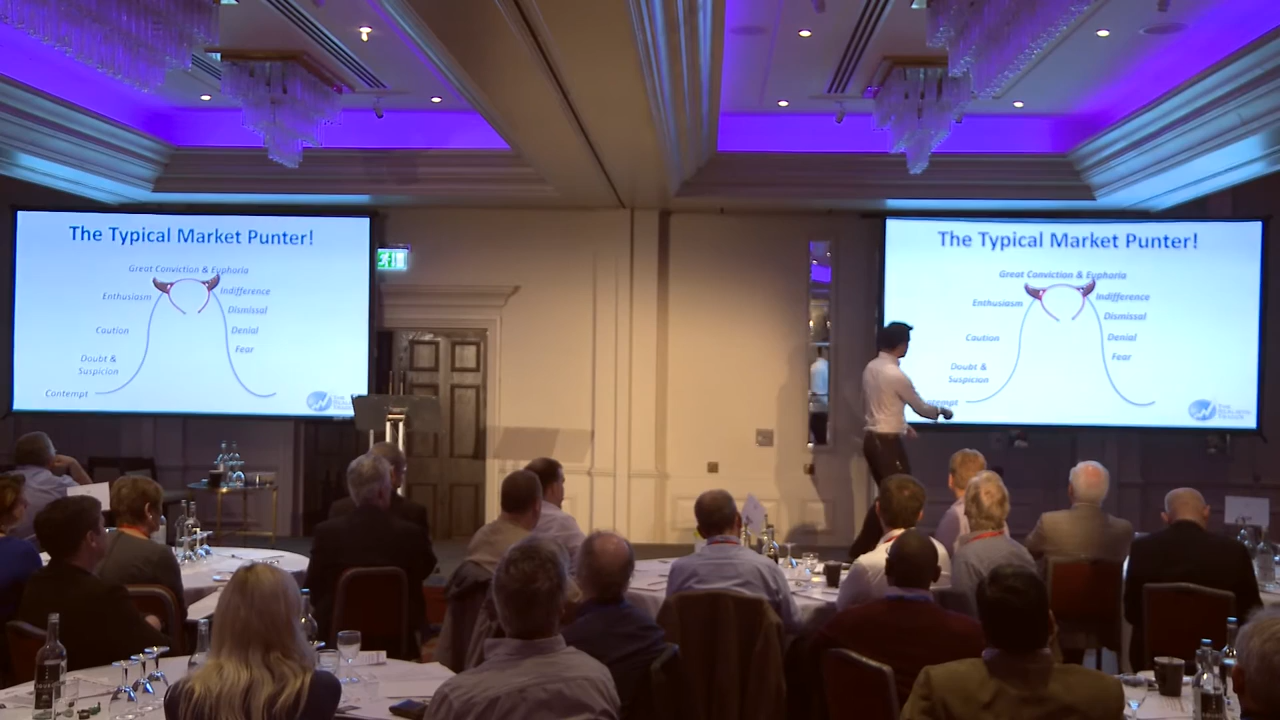 The Typical Market Punter!
Great Conviction & Euphoria
Enthusiasm
Indifference
Dismissal
Caution
Denial
Fear
Doubt &
Suspicion
Contempt
The Typical Market Punter!
Great Conviction & Euphoria
Enthusiasm
Indifference
Dismissal
Caution
Denial
Fear
Doubt &
Suspicion